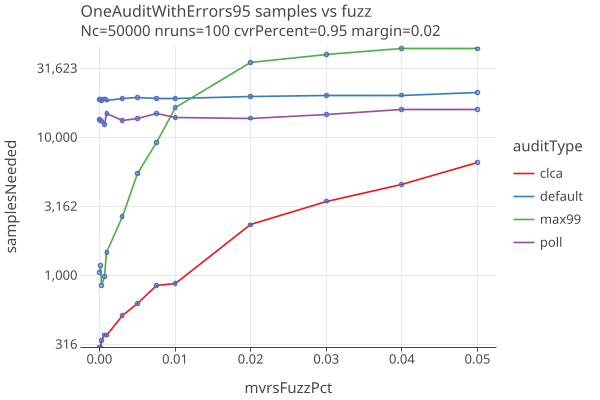 OneAuditWithErrors95 samples vs fuzz
Nc=50000 nruns=100 cvrPercent=0.95 margin=0.02
31,623
10,000
3,162
1,000
316
samplesNeeded
0.00 0.01 0.02 0.03 0.04 0.05
mvrsFuzzPct
auditType
clca
default
max99
poll